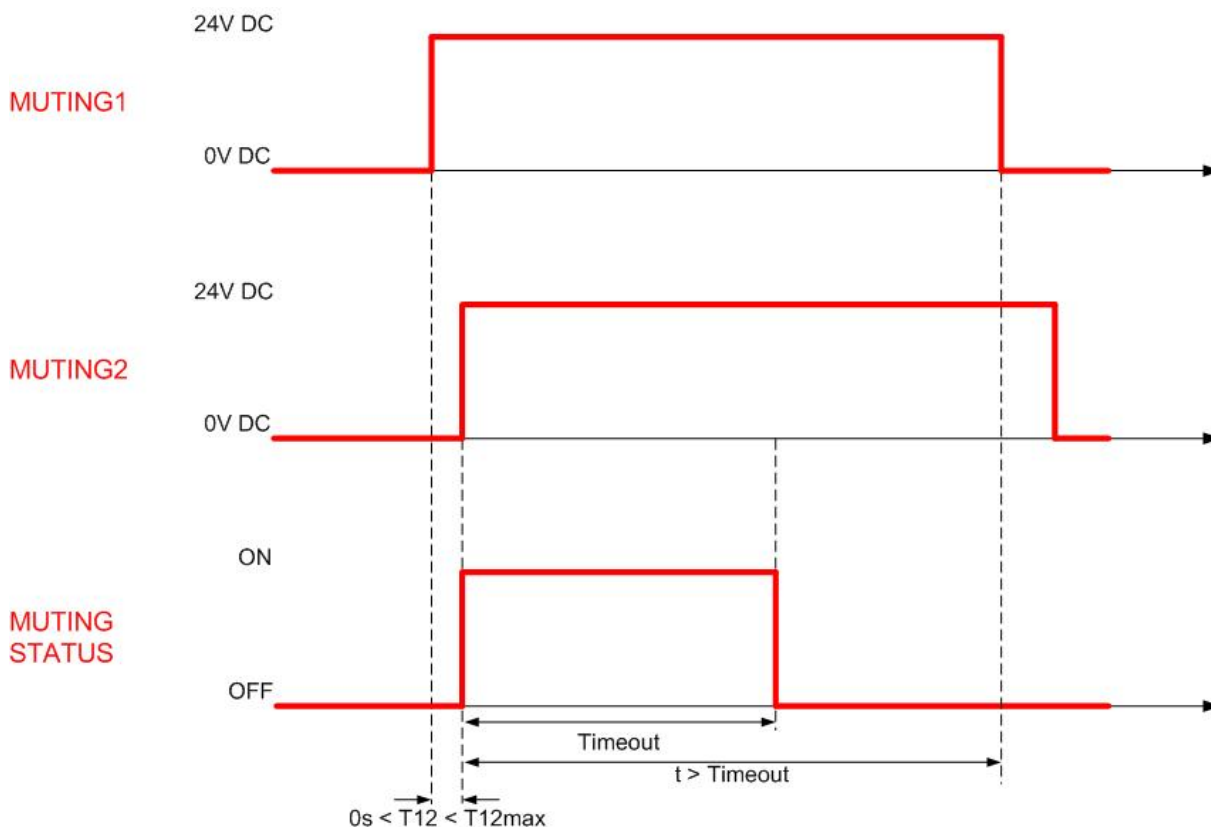 24V DC
MUTING1
0V DC
24V DC
MUTING2
0V DC
ON
MUTING
STATUS
OFF
Timeout
t > Timeout
0s < T12 < T12max